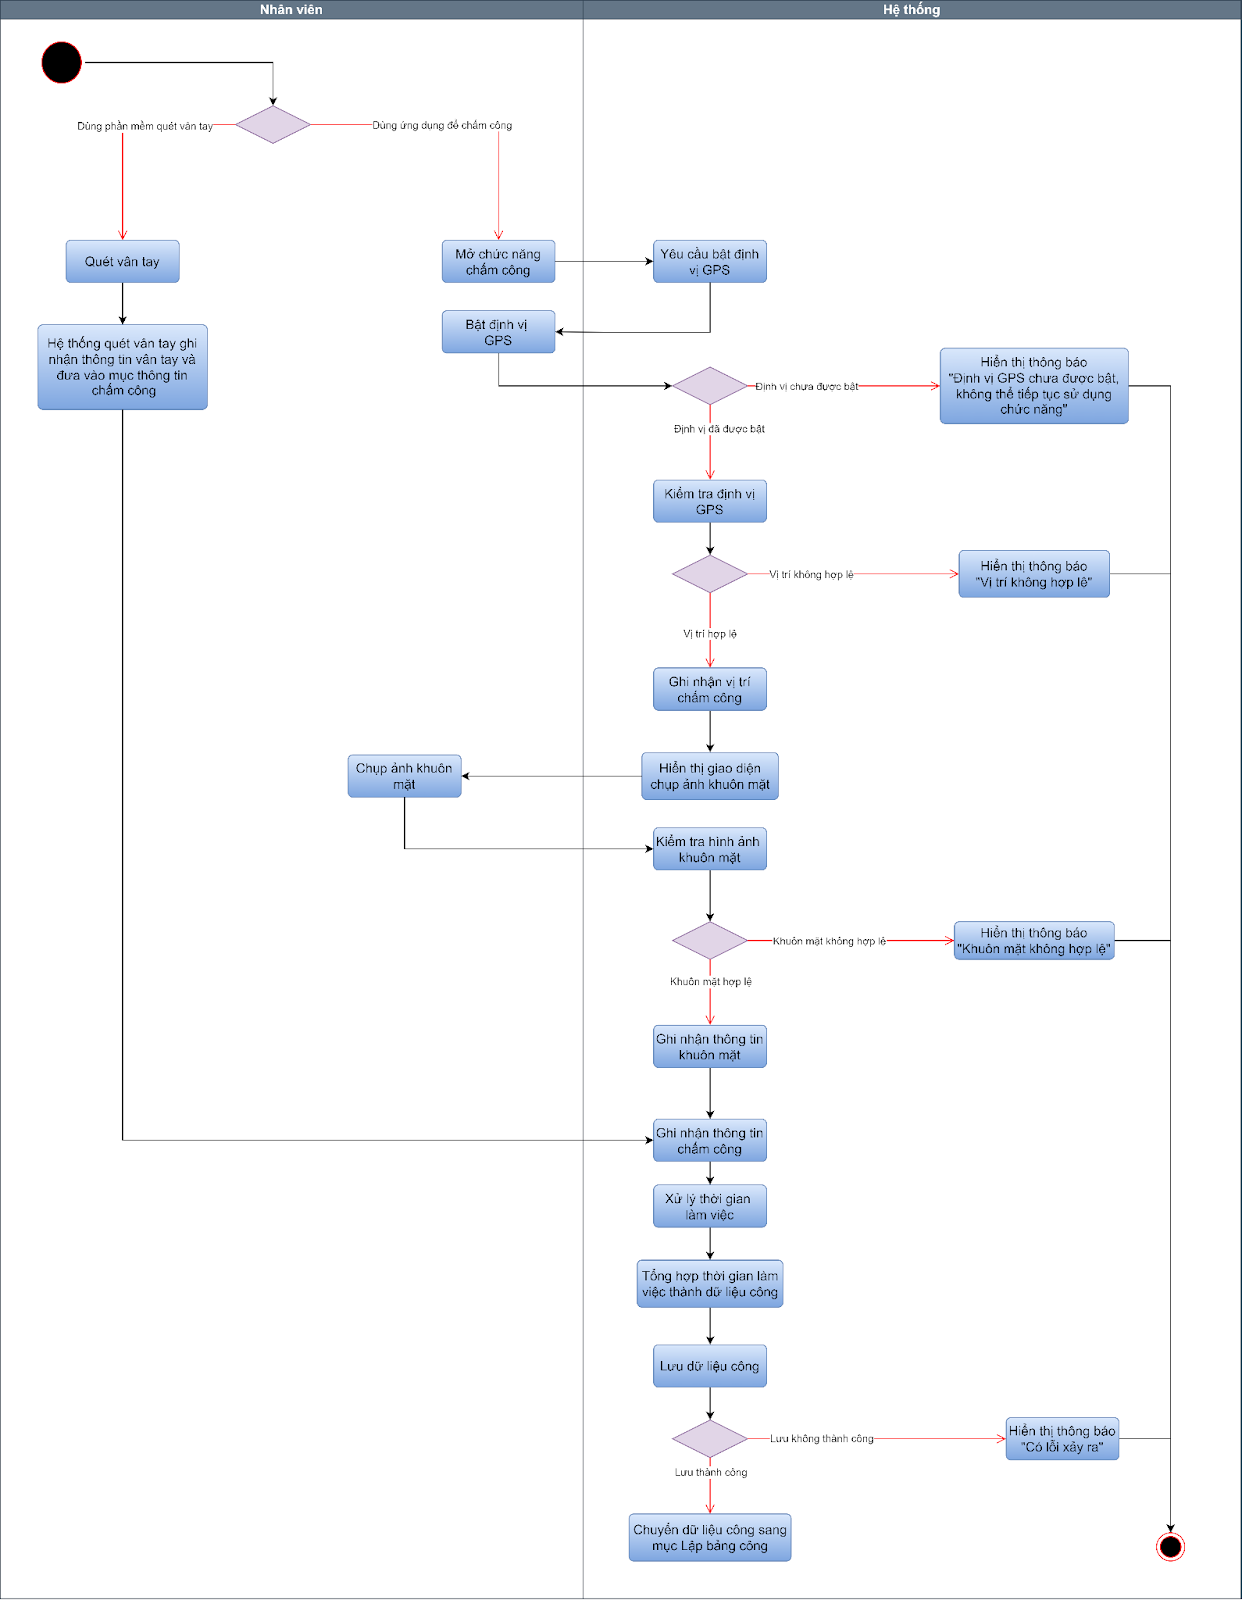 Nhân viên
Hệ thống
Dùng phần mềm quét vân tay
Dùng ứng dụng để chấm công
Quét vân tay
Mở chức năng
chấm công
Yêu cầu bật định
vị GPS
Hệ thống quét vân tay ghi
nhận thông tin vân tay và
đưa vào mục thông tin
chấm công
Bật định vị
GPS
Định vị chưa được bật
Hiển thị thông báo
"Định vị GPS chưa được bật,
không thể tiếp tục sử dụng
chức năng"
Định vị đã được bật
Kiểm tra định vị
GPS
Vị trí không hợp lệ
Hiển thị thông báo
"Vị trí không hợp lệ"
Vị trí hợp lệ
Ghi nhận vị trí
chấm công
Chụp ảnh khuôn
mặt
Hiển thị giao diện
chụp ảnh khuôn mặt
Kiểm tra hình ảnh
khuôn mặt
Khuôn mặt không hợp lệ
Hiển thị thông báo
"Khuôn mặt không hợp lệ"
Khuôn mặt hợp lệ
Ghi nhận thông tin
khuôn mặt
Ghi nhận thông tin
chấm công
Xử lý thời gian
làm việc
Tổng hợp thời gian làm
việc thành dữ liệu công
Lưu dữ liệu công
Lưu không thành công
Hiển thị thông báo
"Có lỗi xảy ra"
Lưu thành công
Chuyển dữ liệu công sang
mục Lập bảng công